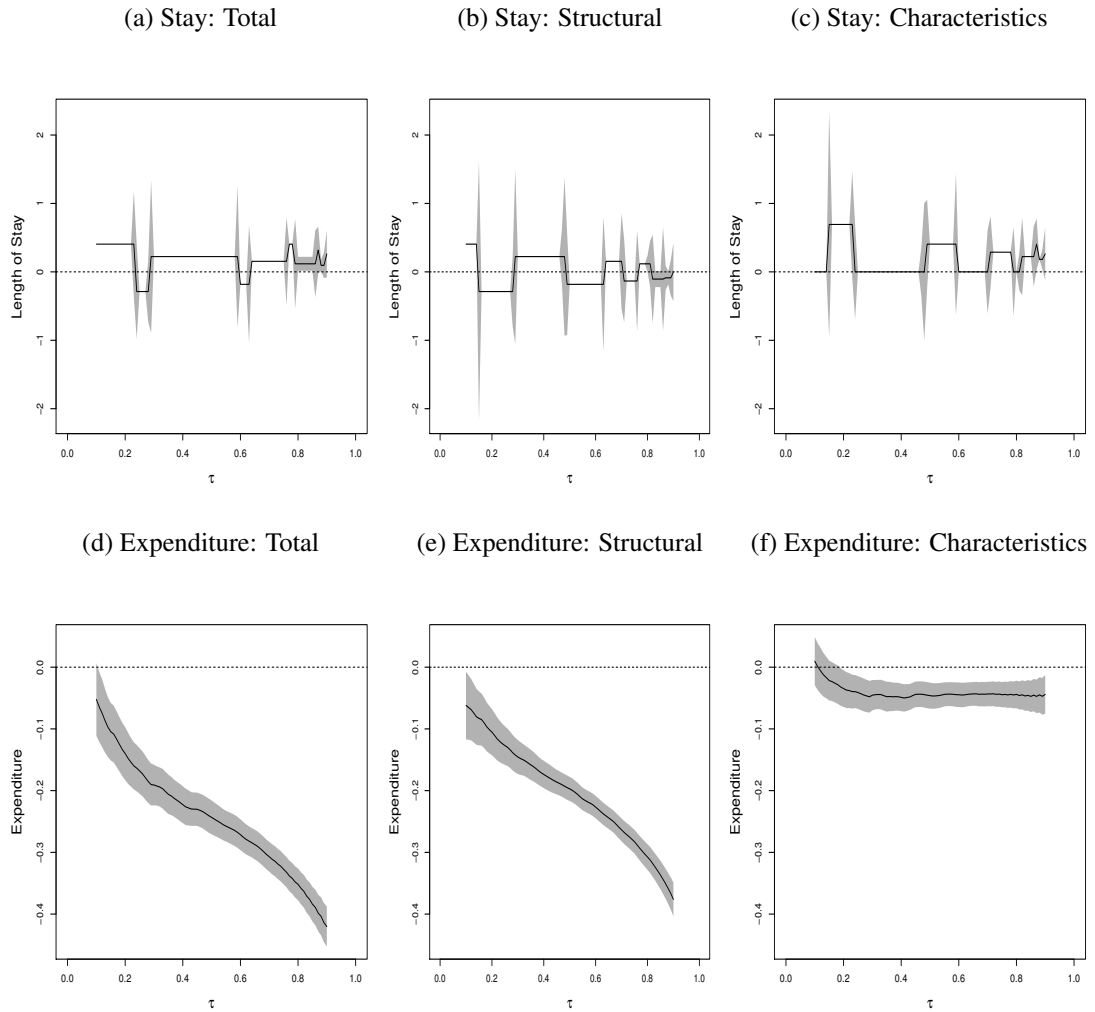 (a) Stay: Total
(b) Stay: Structural
(c) Stay: Characteristics
Length of Stay
2
1
0
−1
−2
0.0 0.2 0.4 0.6 0.8 1.0
τ
Length of Stay
2
1
0
−1
−2
0.0 0.2 0.4 0.6 0.8 1.0
τ
Length of Stay
2
1
0
−1
−2
0.0 0.2 0.4 0.6 0.8 1.0
τ
(d) Expenditure: Total
(e) Expenditure: Structural
(f) Expenditure: Characteristics
Expenditure
0.0
−0.1
−0.2
−0.3
−0.4
0.0 0.2 0.4 0.6 0.8 1.0
τ
Expenditure
0.0
−0.1
−0.2
−0.3
−0.4
0.0 0.2 0.4 0.6 0.8 1.0
τ
Expenditure
0.0
−0.1
−0.2
−0.3
−0.4
0.0 0.2 0.4 0.6 0.8 1.0
τ